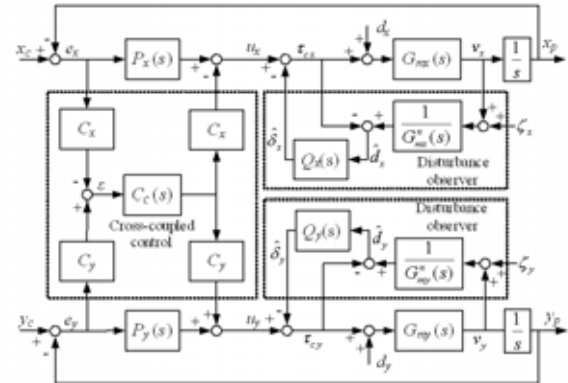 x_c e_x P_x(s) u_x τ_cx d_x G_mx(s) v_x 1/s x_p
C_x C_x δ̂_x Q_x(s) d̂_x 1/G^n_mx(s) ζ_x
Disturbance
observer
ε C_c(s)
Cross-coupled
control
Disturbance
observer
C_y C_y δ̂_y Q_y(s) d̂_y 1/G^n_my(s) ζ_y
y_c e_y P_y(s) u_y τ_cy d_y G_my(s) v_y 1/s y_p